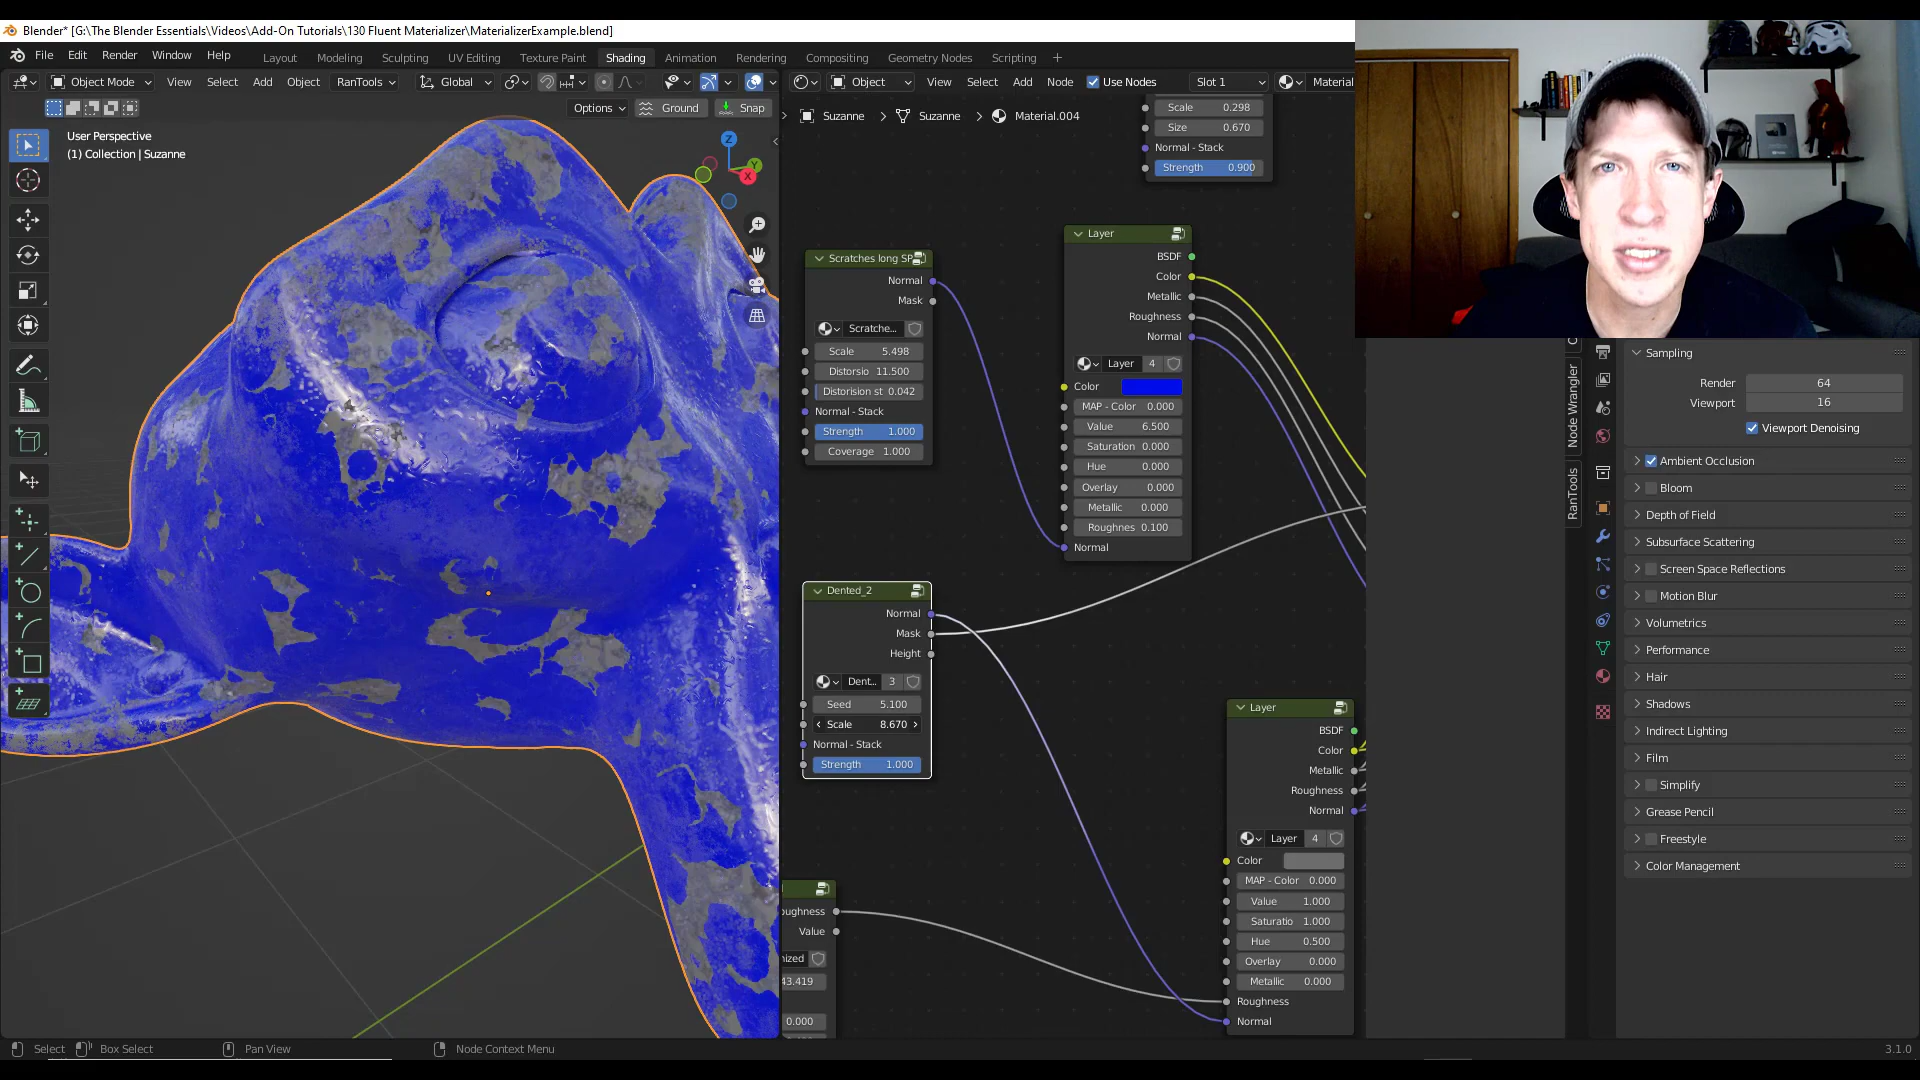 Blender* [G:\The Blender Essentials\Videos\Add-On Tutorials\130 Fluent Materializer\MaterializerExample.blend]
File Edit Render Window Help Layout Modeling Sculpting UV Editing Texture Paint Shading Animation Rendering Compositing Geometry Nodes Scripting +
Object Mode View Select Add Object RanTools Global
Object View Select Add Node Use Nodes Slot 1 Material
Options Ground Snap
User Perspective
(1) Collection | Suzanne
Z
Y
X
Suzanne > Suzanne > Material.004
Scale 0.298
Size 0.670
Normal - Stack
Strength 0.900
Scratches long SP
Normal
Mask
Scratche...
Scale 5.498
Distorsio 11.500
Distorision st 0.042
Normal - Stack
Strength 1.000
Coverage 1.000
Layer
BSDF
Color
Metallic
Roughness
Normal
Layer 4
Color
MAP - Color 0.000
Value 6.500
Saturation 0.000
Hue 0.000
Overlay 0.000
Metallic 0.000
Roughnes 0.100
Normal
Dented_2
Normal
Mask
Height
Dent... 3
Seed 5.100
Scale 8.670
Normal - Stack
Strength 1.000
Layer
BSDF
Color
Metallic
Roughness
Normal
Layer 4
Color
MAP - Color 0.000
Value 1.000
Saturatio 1.000
Hue 0.500
Overlay 0.000
Metallic 0.000
Roughness
Normal
oughness
Value
ized
43.419
0.000
Node Wrangler
RanTools
Sampling
Render 64
Viewport 16
Viewport Denoising
Ambient Occlusion
Bloom
Depth of Field
Subsurface Scattering
Screen Space Reflections
Motion Blur
Volumetrics
Performance
Hair
Shadows
Indirect Lighting
Film
Simplify
Grease Pencil
Freestyle
Color Management
Select Box Select Pan View Node Context Menu 3.1.0